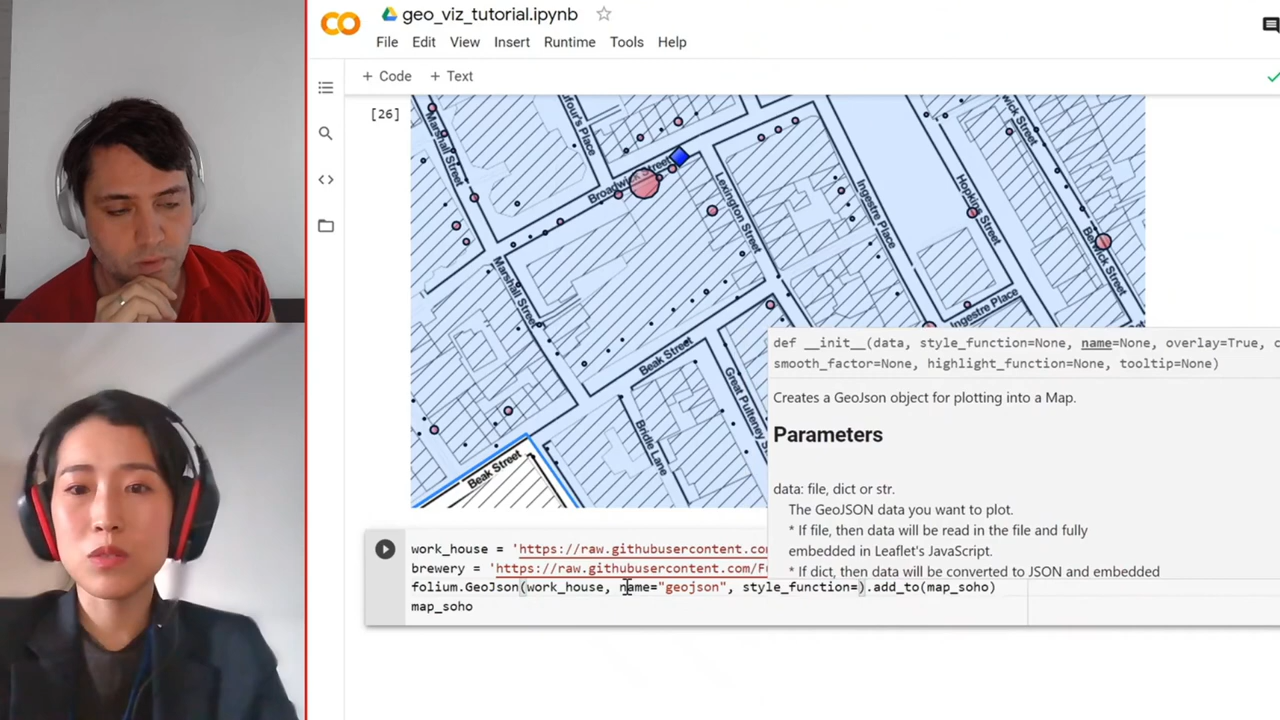 geo_viz_tutorial.ipynb
File Edit View Insert Runtime Tools Help
+ Code + Text
[26]
Marshall Street
Broadwick Street
Lexington Street
Ingestre Place
Hopkins Street
Berwick Street
Marshall Street
Ingestre Place
Beak Street
Great Pulteney
Bridle Lane
Beak Street
def __init__(data, style_function=None, name=None, overlay=True, c
smooth_factor=None, highlight_function=None, tooltip=None)
Creates a GeoJson object for plotting into a Map.
Parameters
data: file, dict or str.
The GeoJSON data you want to plot.
* If file, then data will be read in the file and fully
embedded in Leaflet's JavaScript.
* If dict, then data will be converted to JSON and embedded
work_house = 'https://raw.githubusercontent.com
brewery = 'https://raw.githubusercontent.com/F
folium.GeoJson(work_house, name="geojson", style_function=).add_to(map_soho)
map_soho